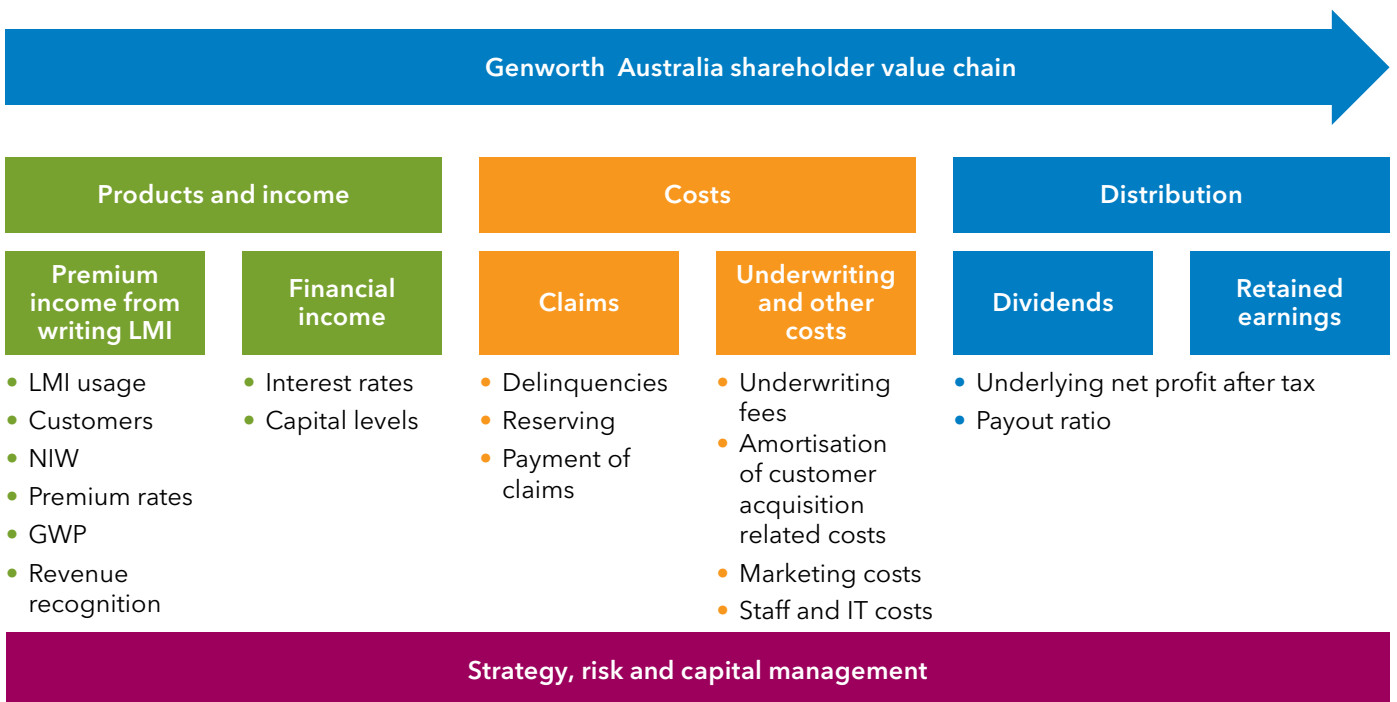 Genworth Australia shareholder value chain
Products and income
Costs
Distribution
Premium
income from
writing LMI
Financial
income
Claims
Underwriting
and other
costs
Dividends
Retained
earnings
• LMI usage
• Customers
• NIW
• Premium rates
• GWP
• Revenue
recognition
• Interest rates
• Capital levels
• Delinquencies
• Reserving
• Payment of
claims
• Underwriting
fees
• Amortisation
of customer
acquisition
related costs
• Marketing costs
• Staff and IT costs
• Underlying net profit after tax
• Payout ratio
Strategy, risk and capital management